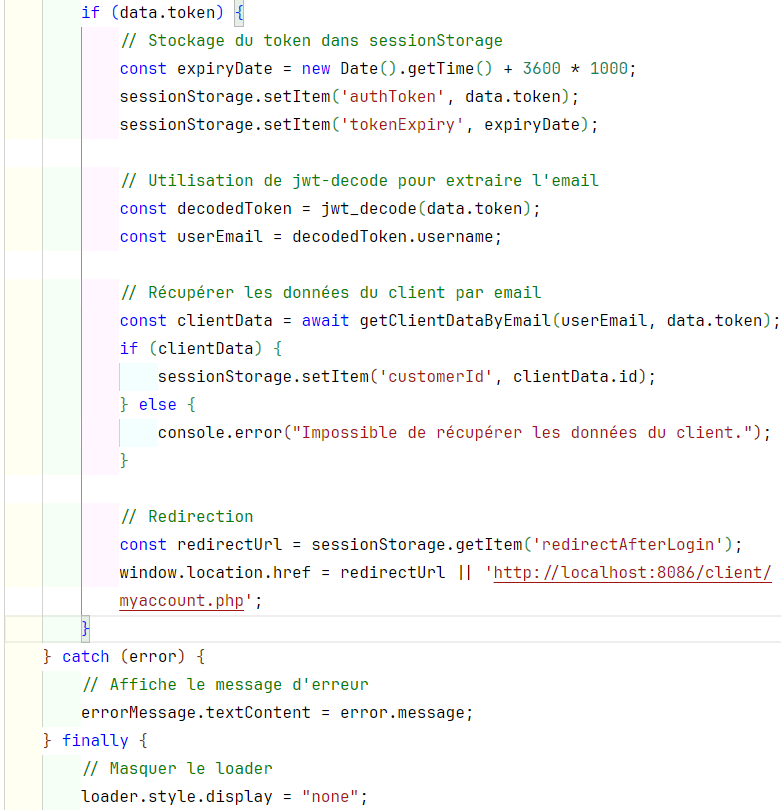 if (data.token) {
// Stockage du token dans sessionStorage
const expiryDate = new Date().getTime() + 3600 * 1000;
sessionStorage.setItem('authToken', data.token);
sessionStorage.setItem('tokenExpiry', expiryDate);
// Utilisation de jwt-decode pour extraire l'email
const decodedToken = jwt_decode(data.token);
const userEmail = decodedToken.username;
// Récupérer les données du client par email
const clientData = await getClientDataByEmail(userEmail, data.token);
if (clientData) {
sessionStorage.setItem('customerId', clientData.id);
} else {
console.error("Impossible de récupérer les données du client.");
}
// Redirection
const redirectUrl = sessionStorage.getItem('redirectAfterLogin');
window.location.href = redirectUrl || 'http://localhost:8086/client/
myaccount.php';
}
} catch (error) {
// Affiche le message d'erreur
errorMessage.textContent = error.message;
} finally {
// Masquer le loader
loader.style.display = "none";